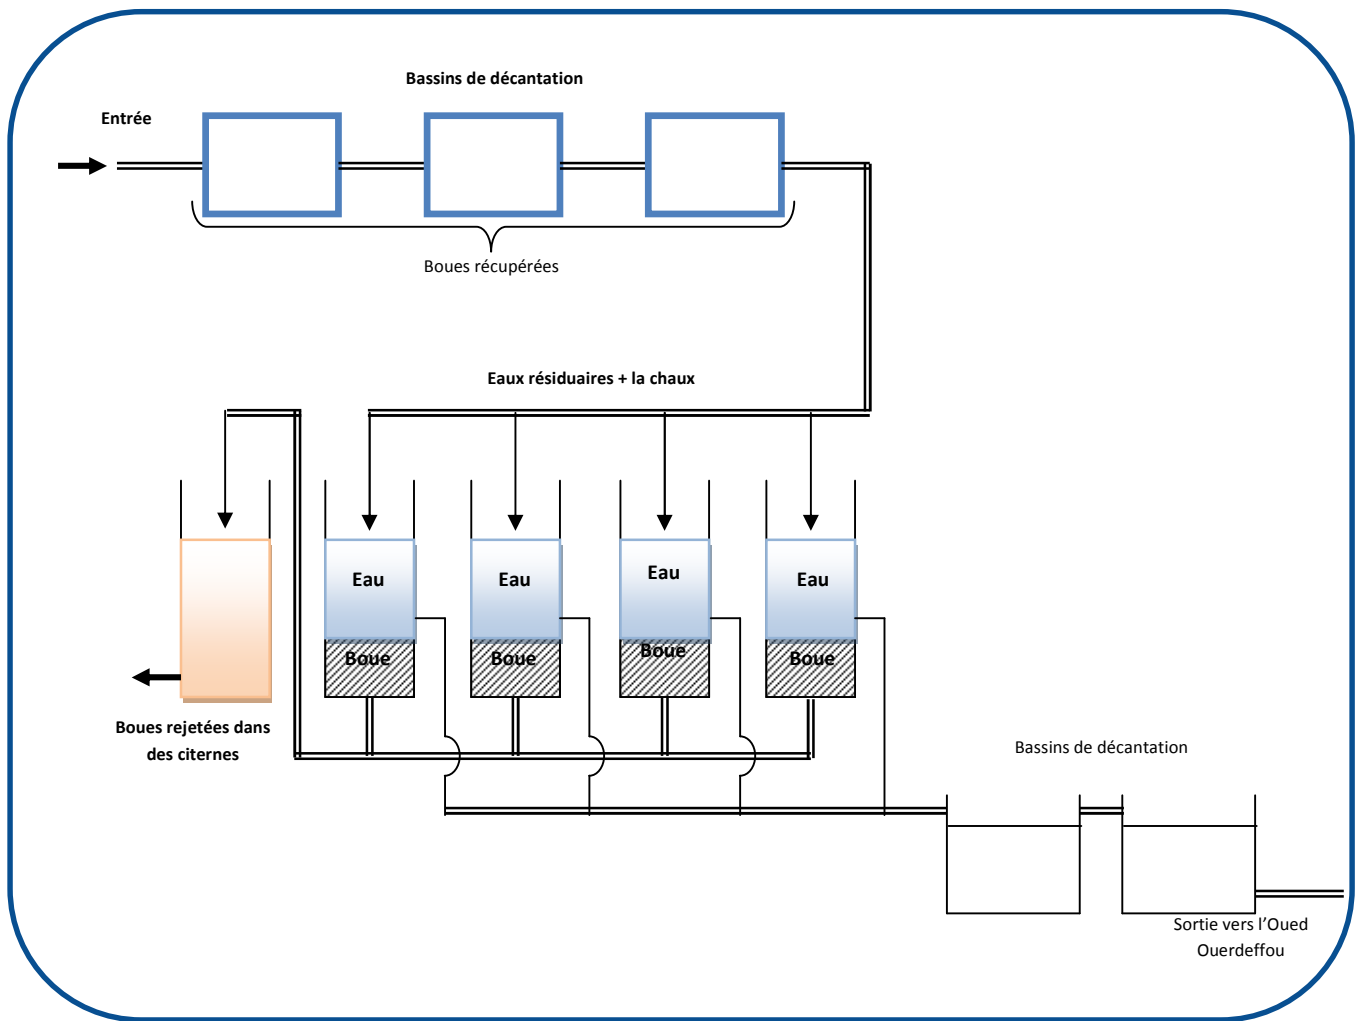 Bassins de décantation
Entrée
Boues récupérées
Eaux résiduaires + la chaux
Eau
Eau
Eau
Eau
Boue
Boue
Boue
Boue
Boues rejetées dans
des citernes
Bassins de décantation
Sortie vers l'Oued
Ouerdeffou